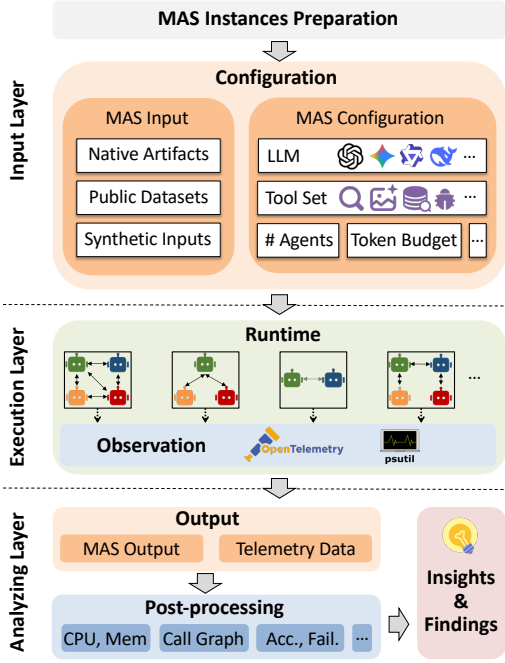 MAS Instances Preparation
Input Layer
Configuration
MAS Input
Native Artifacts
Public Datasets
Synthetic Inputs
MAS Configuration
LLM ...
Tool Set ...
# Agents
Token Budget
...
Execution Layer
Runtime
...
Observation
OpenTelemetry
psutil
Analyzing Layer
Output
MAS Output
Telemetry Data
Post-processing
CPU, Mem
Call Graph
Acc., Fail.
...
Insights
&
Findings